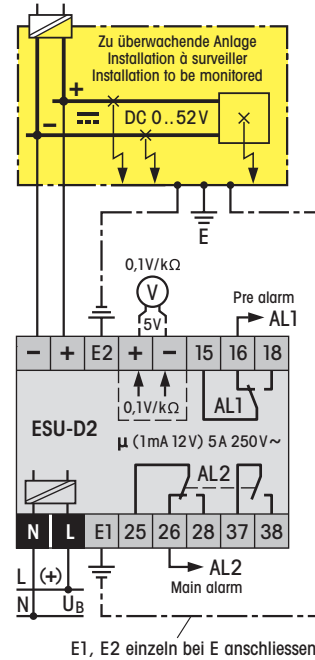 Zu überwachende Anlage
Installation à surveiller
Installation to be monitored
+
DC 0..52V
−
E
0,1V/kΩ
V
5V
Pre alarm
AL1
− + E2 + − 15 16 18
0,1V/kΩ
AL1
ESU-D2
µ (1mA 12V) 5A 250V~
AL2
N L E1 25 26 28 37 38
L (+)
N UB
AL2
Main alarm
E1, E2 einzeln bei E anschliessen